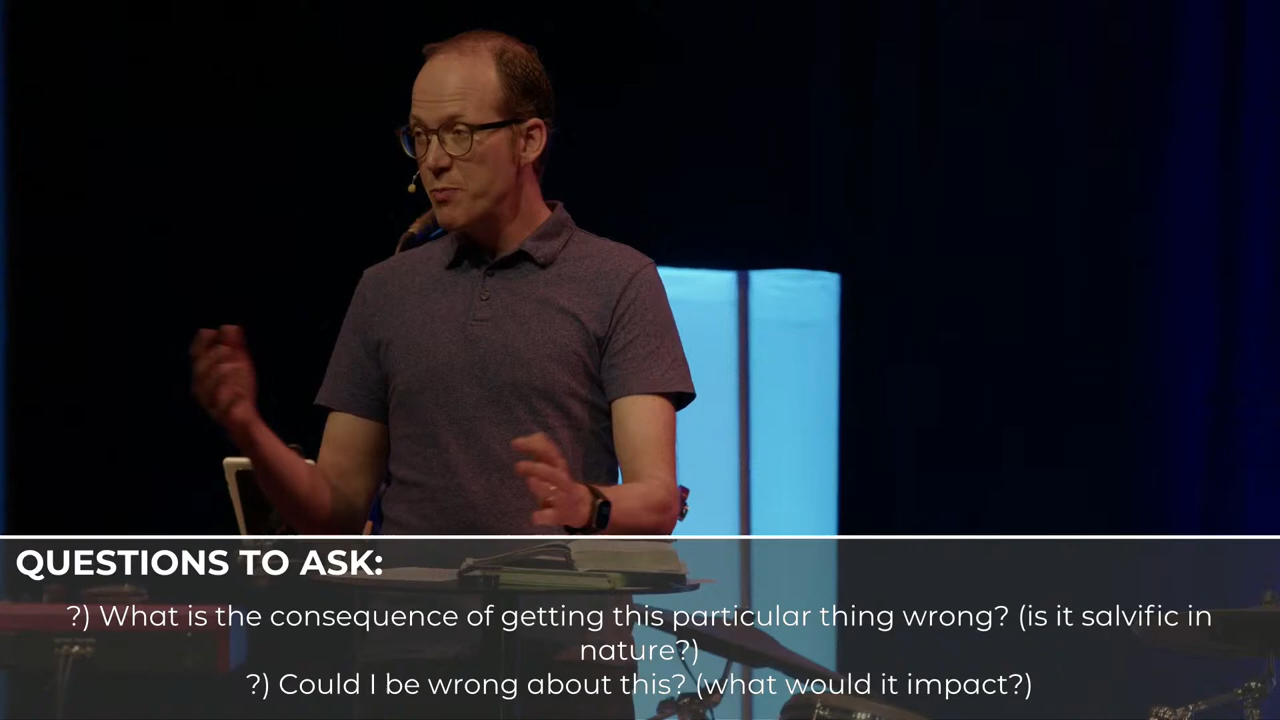 QUESTIONS TO ASK:
?) What is the consequence of getting this particular thing wrong? (is it salvific in
nature?)
?) Could I be wrong about this? (what would it impact?)